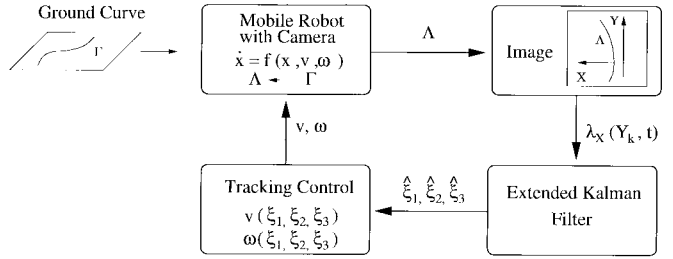 Ground Curve
Γ
Mobile Robot
with Camera
ẋ = f ( x , v , ω )
Λ ← Γ
Λ
Image
Y
Λ
X
v, ω
λ_X ( Y_k , t )
Tracking Control
v ( ξ_1, ξ_2, ξ_3 )
ω( ξ_1, ξ_2, ξ_3 )
ξ̂_1, ξ̂_2, ξ̂_3
Extended Kalman
Filter